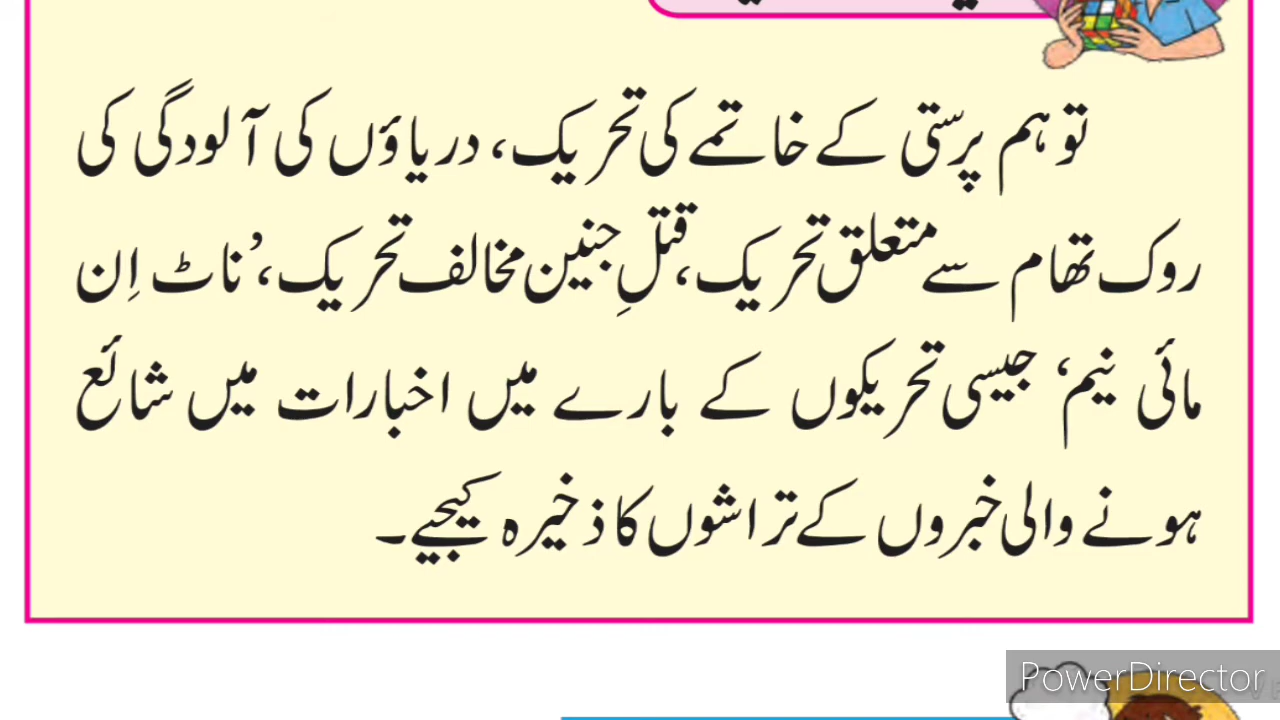 توہم پرستی کے خاتمے کی تحریک، دریاؤں کی آلودگی کی
روک تھام سے متعلق تحریک، قتلِ جنین مخالف تحریک، ’ناٹ اِن
مائی نیم‘ جیسی تحریکوں کے بارے میں اخبارات میں شائع
ہونے والی خبروں کے تراشوں کا ذخیرہ کیجیے۔
PowerDirector